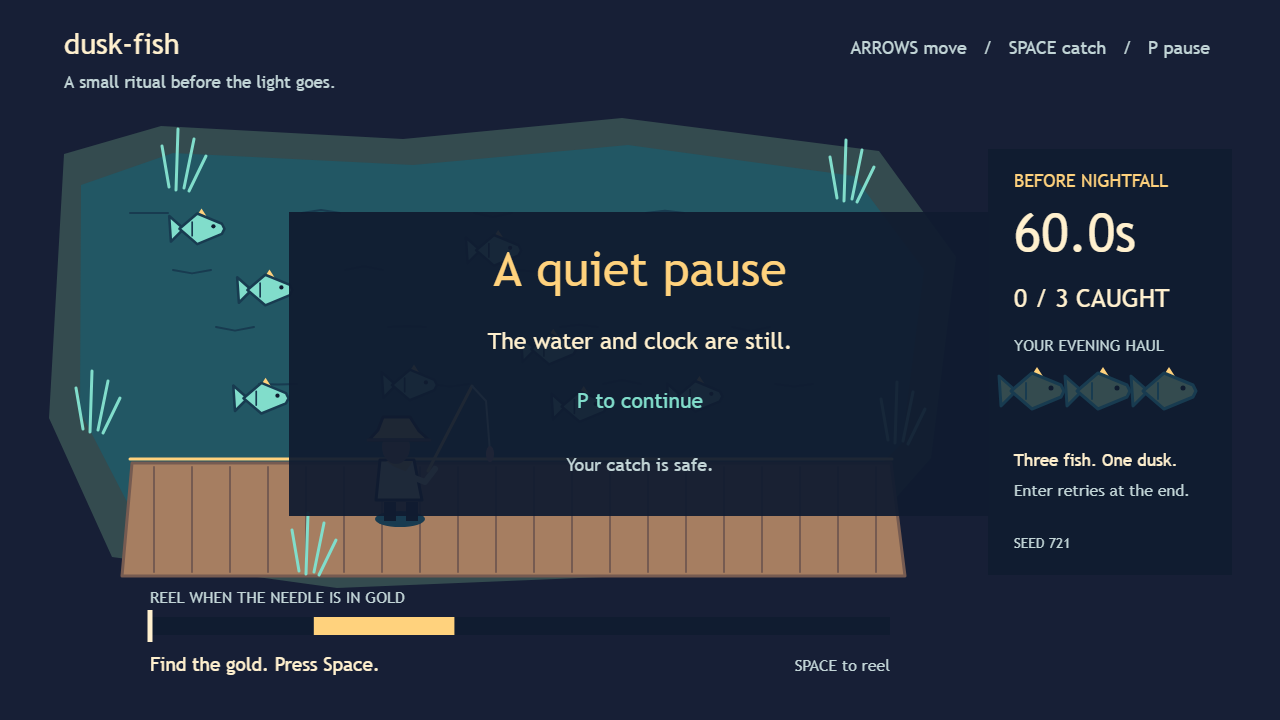 dusk-fish
ARROWS move / SPACE catch / P pause
A small ritual before the light goes.
BEFORE NIGHTFALL
60.0s
0 / 3 CAUGHT
YOUR EVENING HAUL
Three fish. One dusk.
Enter retries at the end.
SEED 721
A quiet pause
The water and clock are still.
P to continue
Your catch is safe.
REEL WHEN THE NEEDLE IS IN GOLD
Find the gold. Press Space.
SPACE to reel